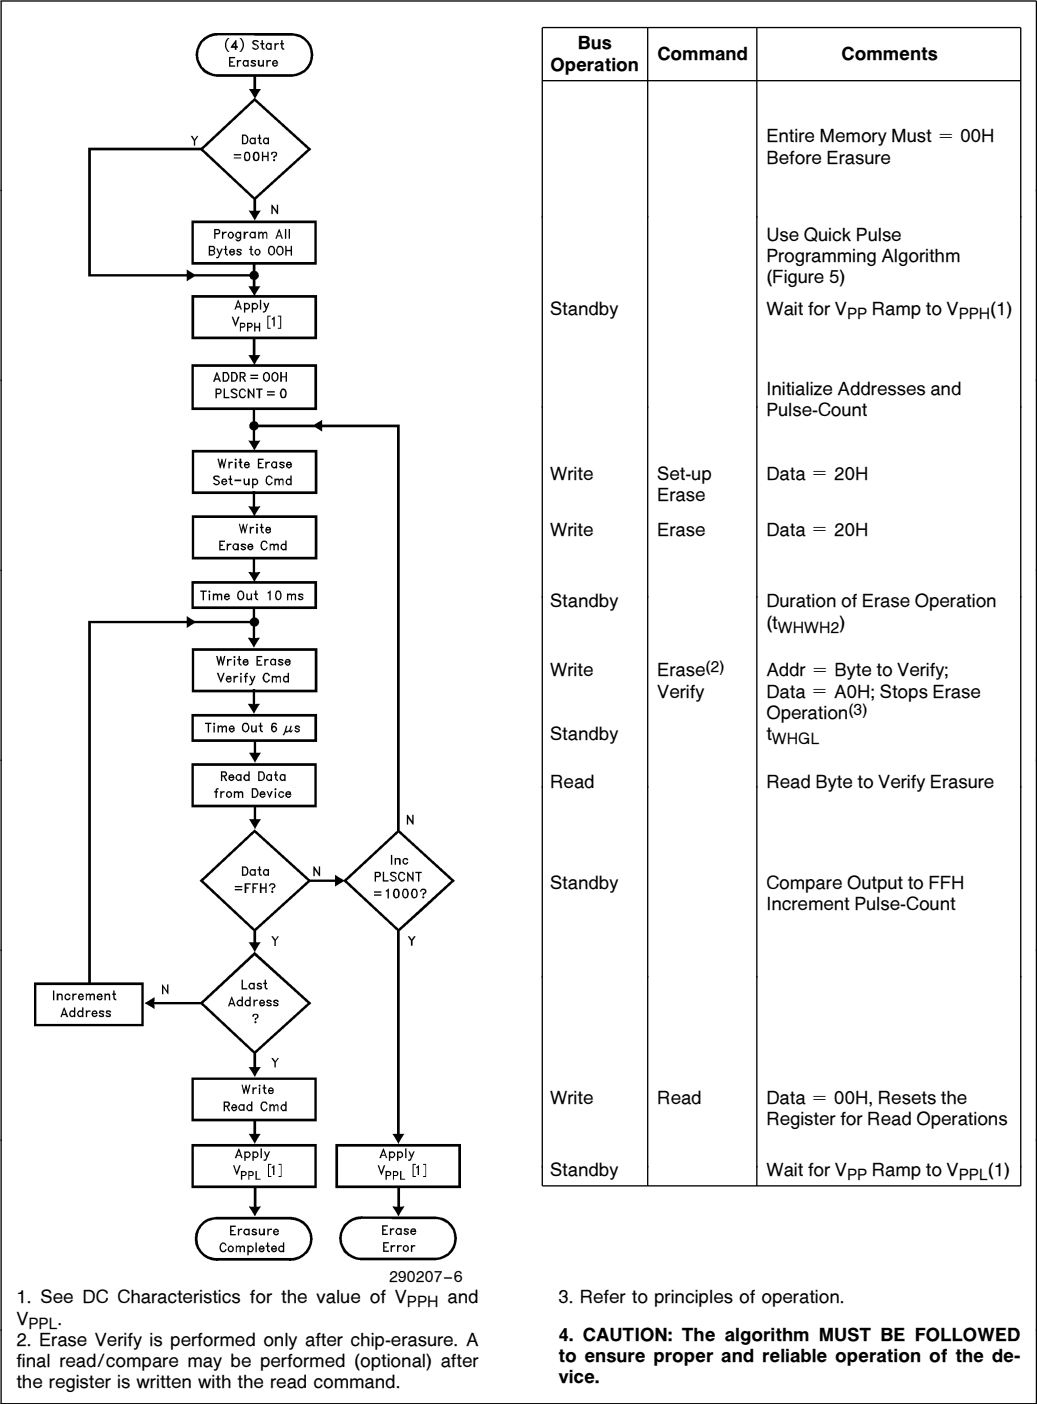 (4) Start
Erasure
Data
=00H?
Y
N
Program All
Bytes to 00H
Apply
VPPH [1]
ADDR = 00H
PLSCNT = 0
Write Erase
Set-up Cmd
Write
Erase Cmd
Time Out 10 ms
Write Erase
Verify Cmd
Time Out 6 μs
Read Data
from Device
Data
=FFH?
N
Inc
PLSCNT
=1000?
N
Y
Y
Last
Address
?
N
Increment
Address
Y
Write
Read Cmd
Apply
VPPL [1]
Apply
VPPL [1]
Erasure
Completed
Erase
Error
290207-6
Bus
Operation
Command
Comments
Entire Memory Must = 00H
Before Erasure
Use Quick Pulse
Programming Algorithm
(Figure 5)
Standby
Wait for VPP Ramp to VPPH(1)
Initialize Addresses and
Pulse-Count
Write
Set-up
Erase
Data = 20H
Write
Erase
Data = 20H
Standby
Duration of Erase Operation
(tWHWH2)
Write
Erase(2)
Verify
Addr = Byte to Verify;
Data = A0H; Stops Erase
Operation(3)
Standby
tWHGL
Read
Read Byte to Verify Erasure
Standby
Compare Output to FFH
Increment Pulse-Count
Write
Read
Data = 00H, Resets the
Register for Read Operations
Standby
Wait for VPP Ramp to VPPL(1)
1. See DC Characteristics for the value of VPPH and
VPPL.
2. Erase Verify is performed only after chip-erasure. A
final read/compare may be performed (optional) after
the register is written with the read command.
3. Refer to principles of operation.
4. CAUTION: The algorithm MUST BE FOLLOWED
to ensure proper and reliable operation of the de-
vice.